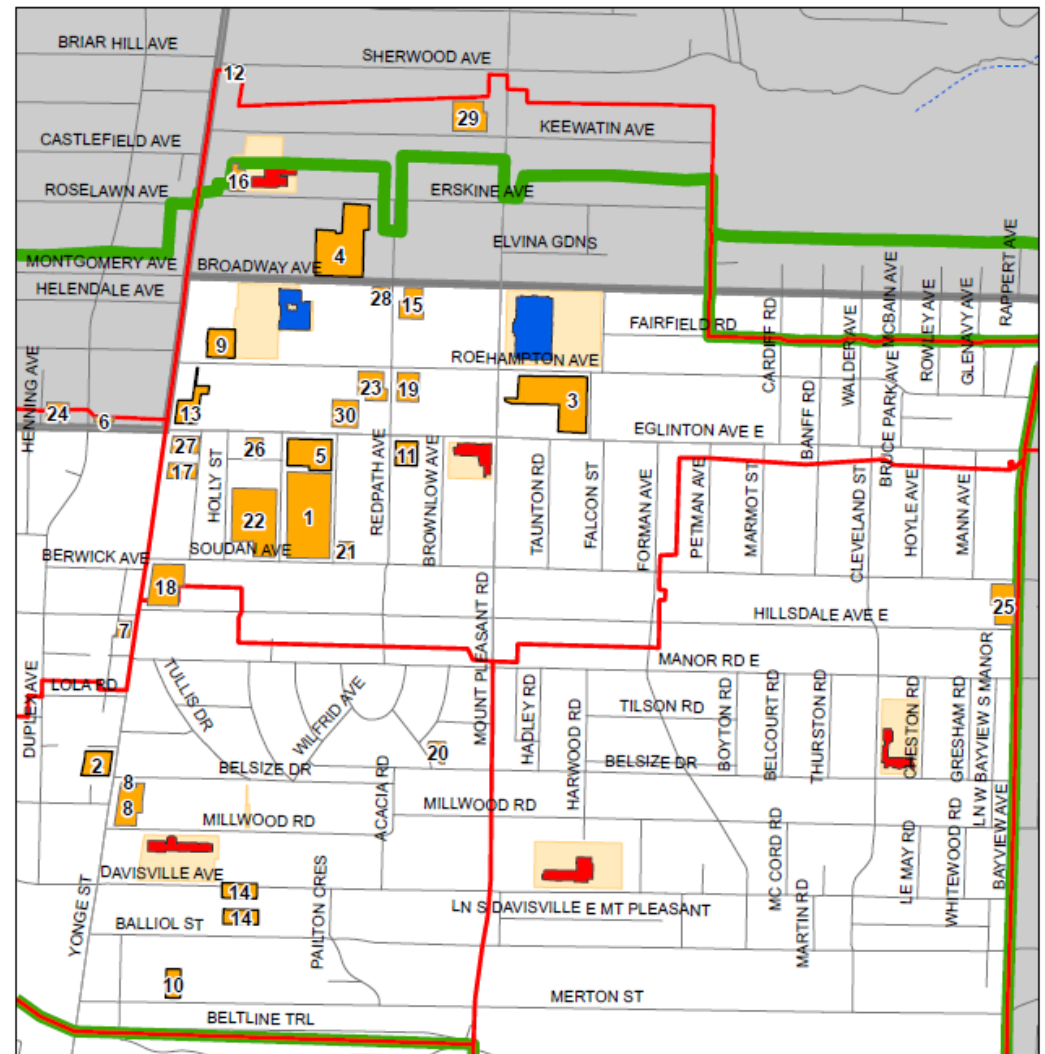 BRIAR HILL AVE
SHERWOOD AVE
12
29
KEEWATIN AVE
CASTLEFIELD AVE
16
ROSELAWN AVE
ERSKINE AVE
4
ELVINA GDNS
MONTGOMERY AVE
BROADWAY AVE
RAPPERT AVE
HELENDALE AVE
28
15
FAIRFIELD RD
CARDIFF RD
WALDER AVE
BRUCE PARK AVE
MCBAIN AVE
ROWLEY AVE
GLENAVY AVE
9
ROEHAMPTON AVE
HENNING AVE
24
6
13
23
19
30
3
BANFF RD
EGLINTON AVE E
27
17
HOLLY ST
26
5
REDPATH AVE
11
BROWNLOW AVE
TAUNTON RD
FALCON ST
FORMAN AVE
PETMAN AVE
MARMOT ST
CLEVELAND ST
HOYLE AVE
MANN AVE
22
1
SOUDAN AVE
21
BERWICK AVE
18
HILLSDALE AVE E
25
7
MOUNT PLEASANT RD
MANOR RD E
DUPLEX AVE
LOLA RD
TULLIS DR
WILFRID AVE
HADLEY RD
HARWOOD RD
TILSON RD
BOYTON RD
BELCOURT RD
THURSTON RD
CHESTON RD
GRESHAM RD
LN W BAYVIEW S MANOR
20
2
BELSIZE DR
BELSIZE DR
8
8
ACACIA RD
MILLWOOD RD
MILLWOOD RD
MC CORD RD
LE MAY RD
WHITEWOOD RD
BAYVIEW AVE
DAVISVILLE AVE
14
14
YONGE ST
BALLIOL ST
PAILTON CRES
LN S DAVISVILLE E MT PLEASANT
MARTIN RD
10
MERTON ST
BELTLINE TRL